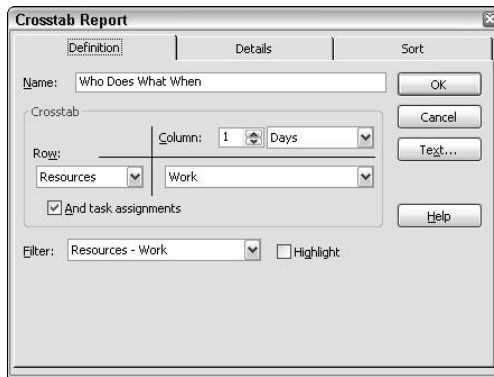 Crosstab Report
Definition Details Sort
Name: Who Does What When OK
Crosstab Cancel
Column: 1 Days
Row: Text...
Resources Work
And task assignments Help
Filter: Resources - Work Highlight